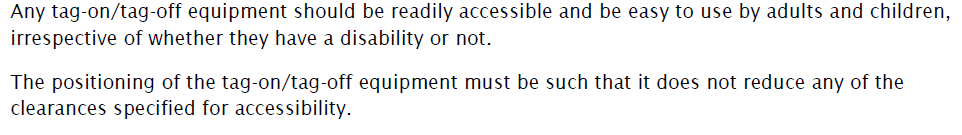 Any tag-on/tag-off equipment should be readily accessible and be easy to use by adults and children,
irrespective of whether they have a disability or not.
The positioning of the tag-on/tag-off equipment must be such that it does not reduce any of the
clearances specified for accessibility.